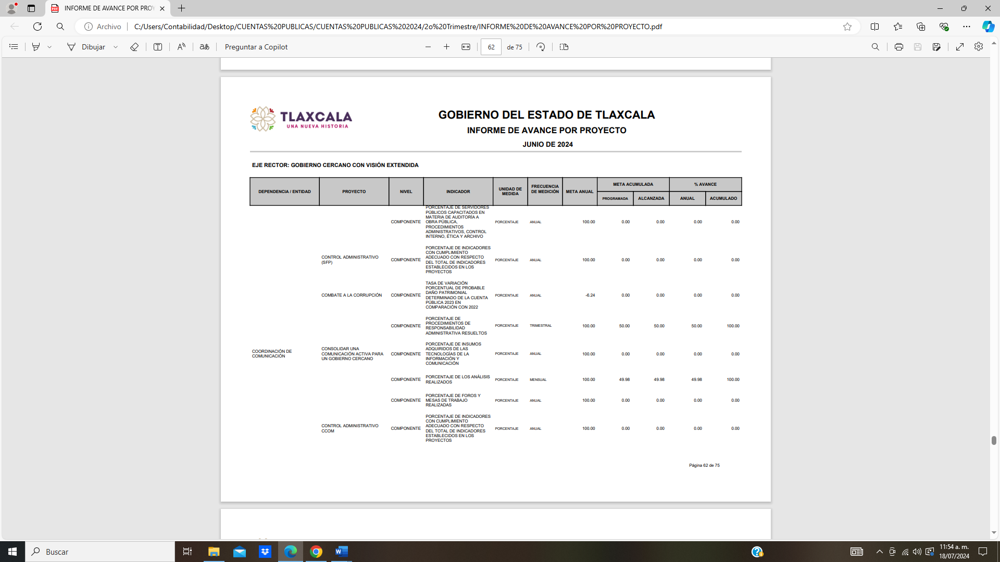 INFORME DE AVANCE POR PROY
Archivo
C:/Users/Contabilidad/Desktop/CUENTAS%20PUBLICAS/CUENTAS%20PUBLICAS%202024/2o%20Trimestre/INFORME%20DE%20AVANCE%20POR%20PROYECTO.pdf
Dibujar
aあ
Preguntar a Copilot
62 de 75
TLAXCALA
UNA NUEVA HISTORIA
GOBIERNO DEL ESTADO DE TLAXCALA
INFORME DE AVANCE POR PROYECTO
JUNIO DE 2024
EJE RECTOR: GOBIERNO CERCANO CON VISIÓN EXTENDIDA
DEPENDENCIA / ENTIDAD
PROYECTO
NIVEL
INDICADOR
UNIDAD DE
MEDIDA
FRECUENCIA
DE MEDICIÓN
META ANUAL
META ACUMULADA
PROGRAMADA
ALCANZADA
% AVANCE
ANUAL
ACUMULADO
COMPONENTE
PORCENTAJE DE SERVIDORES
PÚBLICOS CAPACITADOS EN
MATERIA DE AUDITORÍA A
OBRA PÚBLICA,
PROCEDIMIENTOS
ADMINISTRATIVOS, CONTROL
INTERNO, ÉTICA Y ARCHIVO
PORCENTAJE ANUAL 100.00 0.00 0.00 0.00 0.00
CONTROL ADMINISTRATIVO
(SFP)
COMPONENTE
PORCENTAJE DE INDICADORES
CON CUMPLIMIENTO
ADECUADO CON RESPECTO
DEL TOTAL DE INDICADORES
ESTABLECIDOS EN LOS
PROYECTOS
PORCENTAJE ANUAL 100.00 0.00 0.00 0.00 0.00
COMBATE A LA CORRUPCIÓN
COMPONENTE
TASA DE VARIACIÓN
PORCENTUAL DE PROBABLE
DAÑO PATRIMONIAL
DETERMINADO DE LA CUENTA
PÚBLICA 2023 EN
COMPARACIÓN CON 2022
PORCENTAJE ANUAL -6.24 0.00 0.00 0.00 0.00
COMPONENTE
PORCENTAJE DE
PROCEDIMIENTOS DE
RESPONSABILIDAD
ADMINISTRATIVA RESUELTOS
PORCENTAJE TRIMESTRAL 100.00 50.00 50.00 50.00 100.00
COORDINACIÓN DE
COMUNICACIÓN
CONSOLIDAR UNA
COMUNICACIÓN ACTIVA PARA
UN GOBIERNO CERCANO
COMPONENTE
PORCENTAJE DE INSUMOS
ADQUIRIDOS DE LAS
TECNOLOGÍAS DE LA
INFORMACIÓN Y
COMUNICACIÓN
PORCENTAJE ANUAL 100.00 0.00 0.00 0.00 0.00
COMPONENTE
PORCENTAJE DE LOS ANÁLISIS
REALIZADOS
PORCENTAJE MENSUAL 100.00 49.98 49.98 49.98 100.00
COMPONENTE
PORCENTAJE DE FOROS Y
MESAS DE TRABAJO
REALIZADAS
PORCENTAJE ANUAL 100.00 0.00 0.00 0.00 0.00
CONTROL ADMINISTRATIVO
CCOM
COMPONENTE
PORCENTAJE DE INDICADORES
CON CUMPLIMIENTO
ADECUADO CON RESPECTO
DEL TOTAL DE INDICADORES
ESTABLECIDOS EN LOS
PROYECTOS
PORCENTAJE ANUAL 100.00 0.00 0.00 0.00 0.00
Página 62 de 75
Buscar
11:54 a. m.
18/07/2024